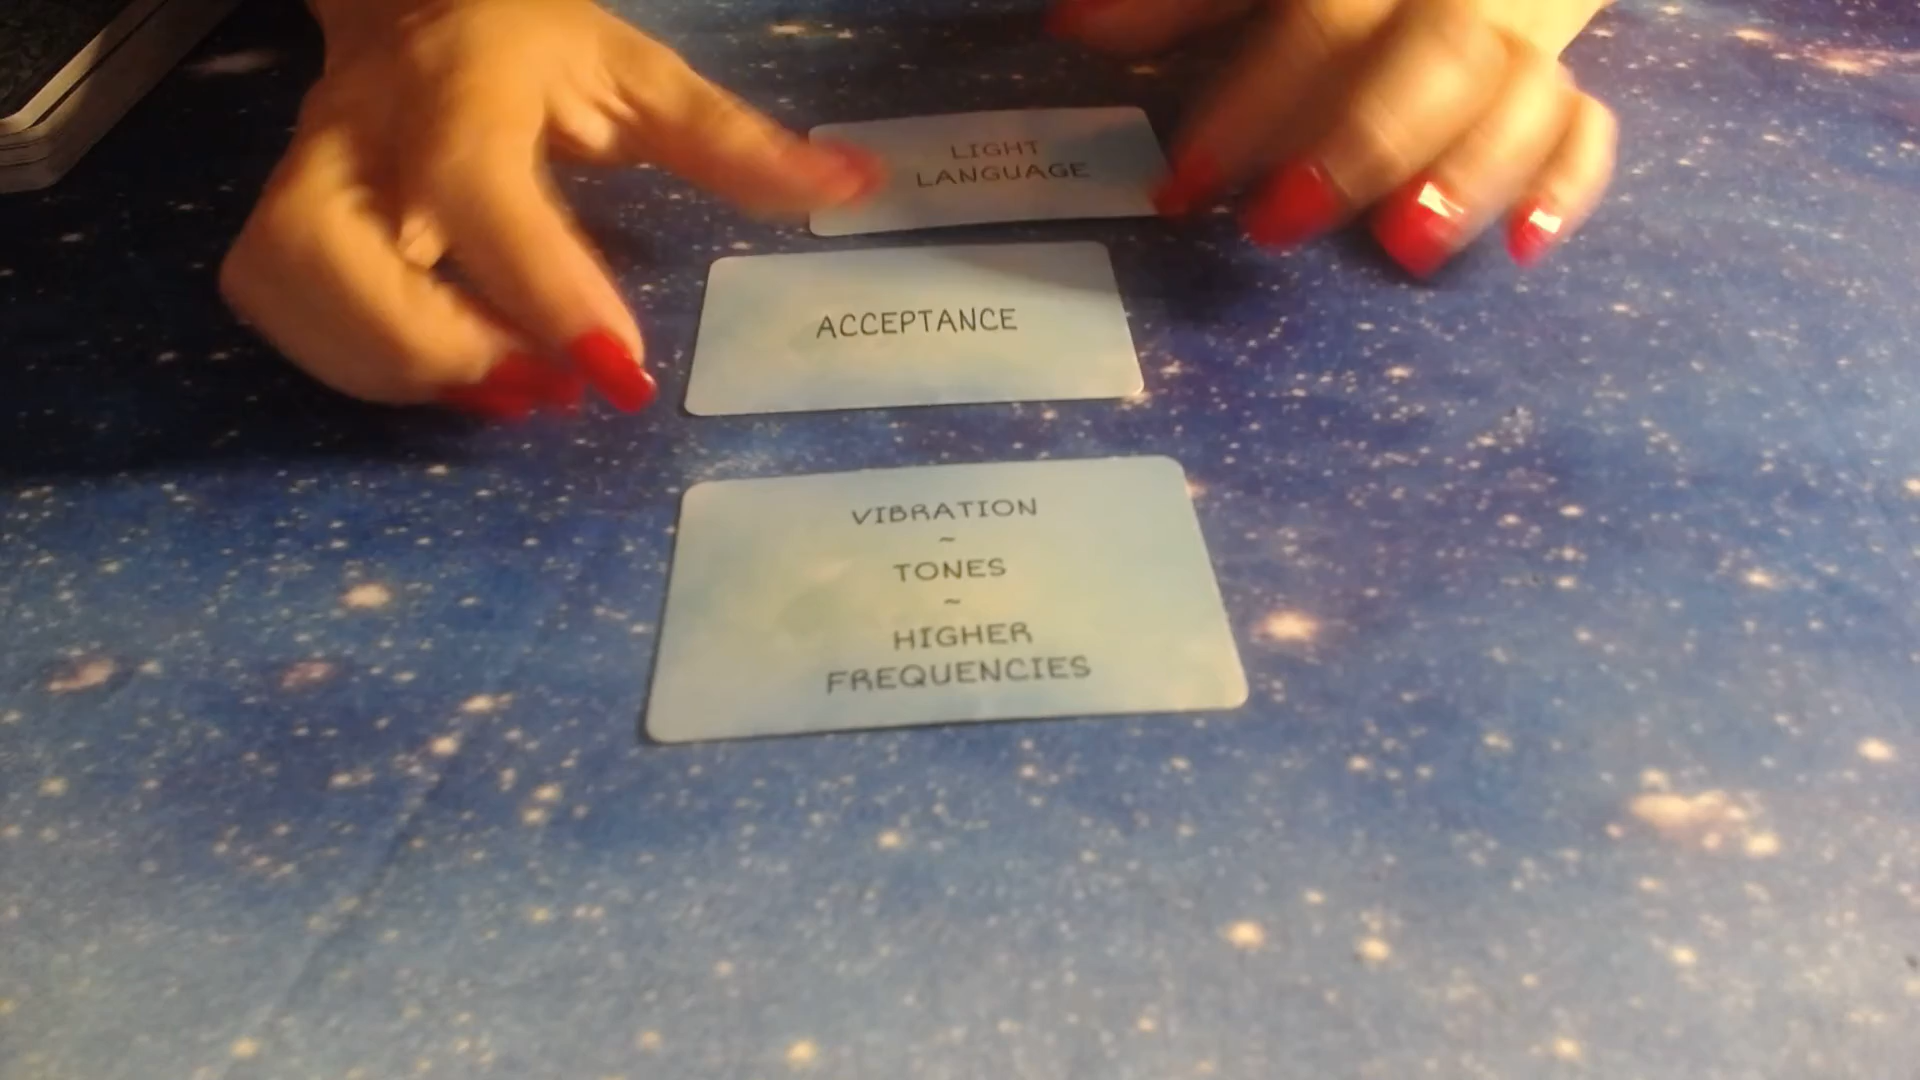 LIGHT
LANGUAGE
ACCEPTANCE
VIBRATION
~
TONES
~
HIGHER
FREQUENCIES